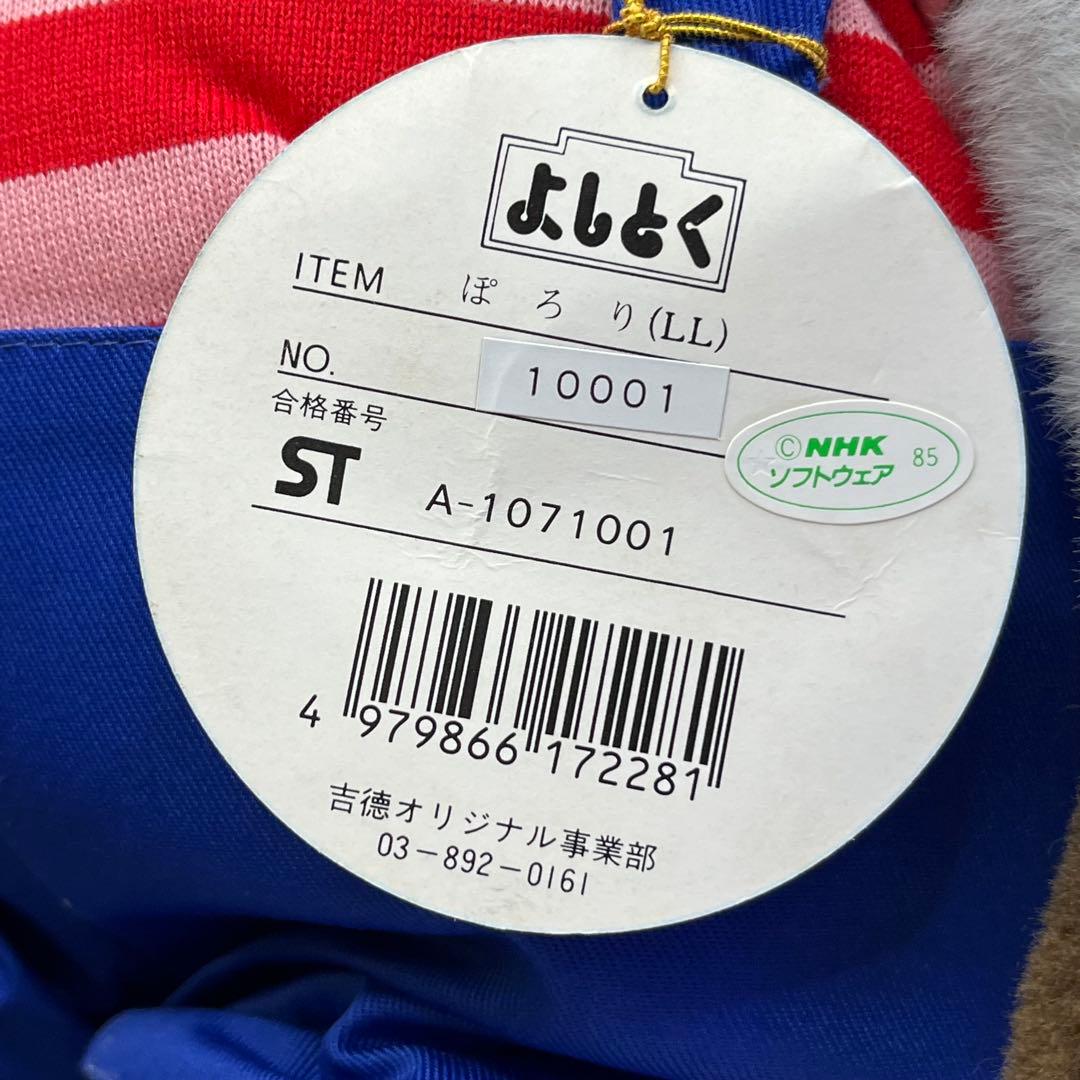 よしとく
ITEM ぽろり(LL)
NO. 10001
合格番号
ST A-1071001
©NHK 85
ソフトウェア
4 979866 172281
吉德オリジナル事業部
03-892-0161